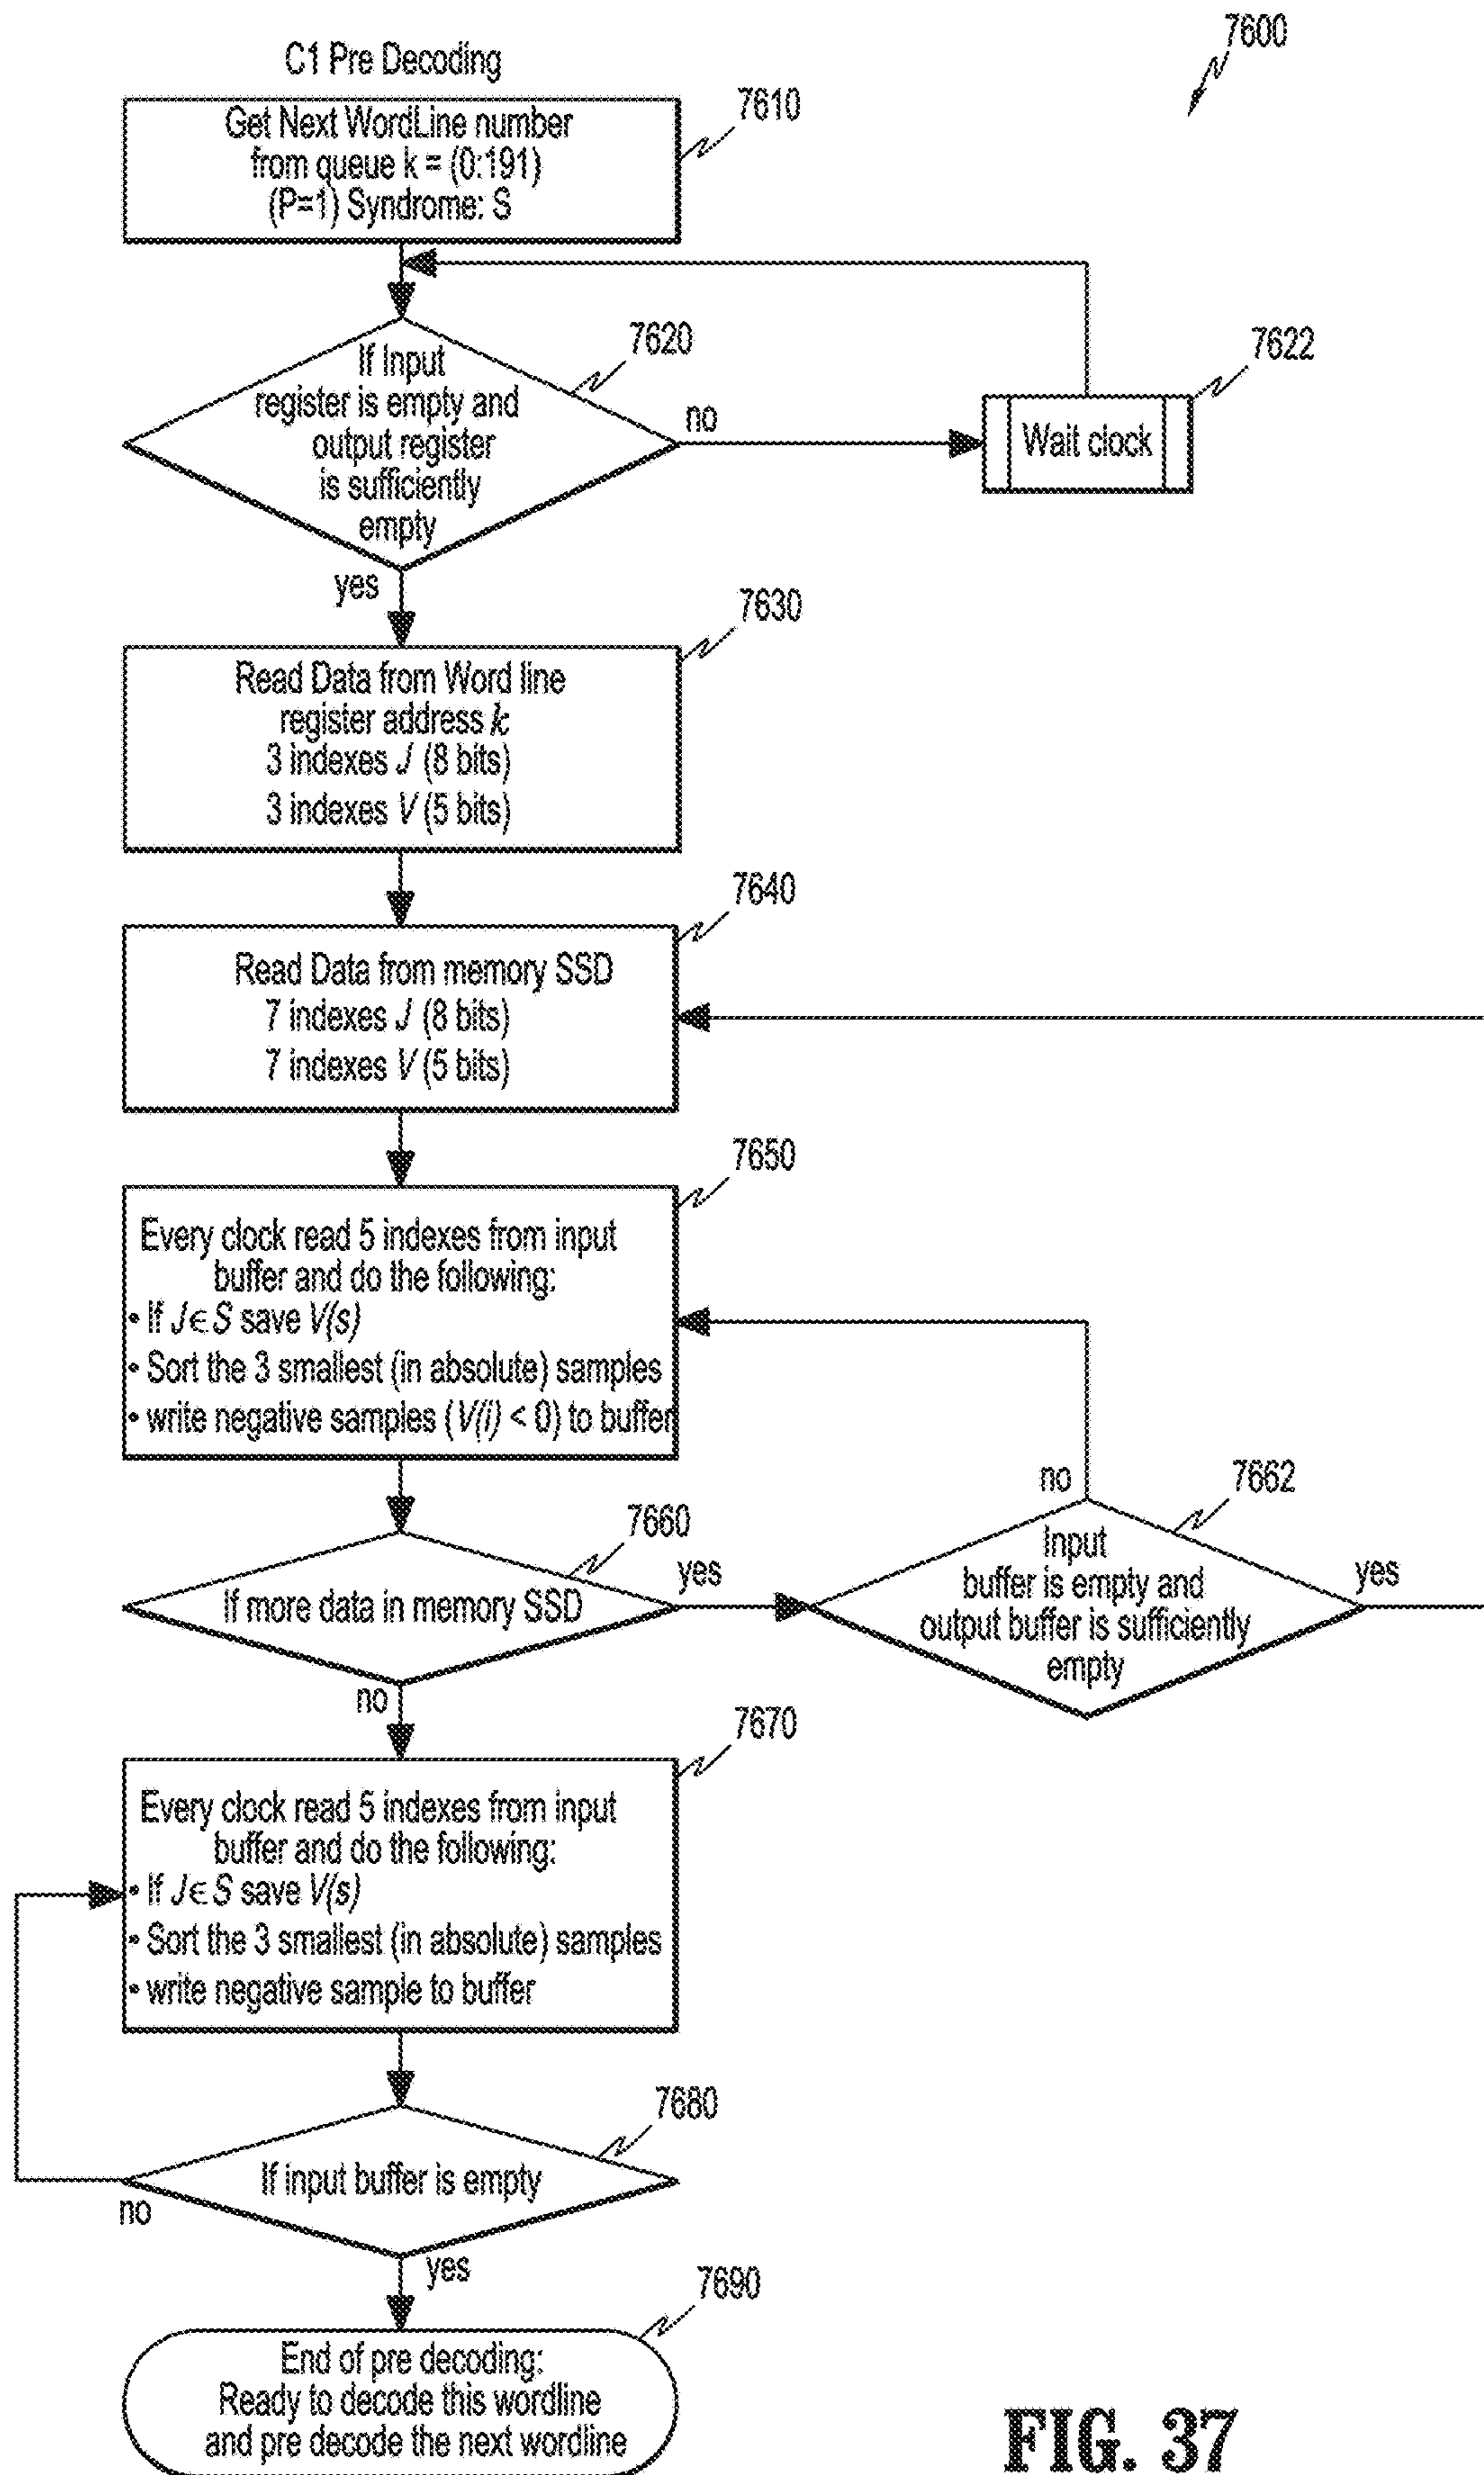 7600
C1 Pre Decoding
7610
Get Next WordLine number
from queue k = (0:191)
(P=1) Syndrome: S
7620
If Input
register is empty and
output register
is sufficiently
empty
no
7622
Wait clock
yes
7630
Read Data from Word line
register address k
3 indexes J (8 bits)
3 indexes V (5 bits)
7640
Read Data from memory SSD
7 indexes J (8 bits)
7 indexes V (5 bits)
7650
Every clock read 5 indexes from input
buffer and do the following:
• If J∈S save V(s)
• Sort the 3 smallest (in absolute) samples
• write negative samples (V(i) < 0) to buffer
7660
If more data in memory SSD
yes
no
7662
Input
buffer is empty and
output buffer is sufficiently
empty
no
yes
7670
Every clock read 5 indexes from input
buffer and do the following:
• If J∈S save V(s)
• Sort the 3 smallest (in absolute) samples
• write negative sample to buffer
7680
If input buffer is empty
no
yes
7690
End of pre decoding:
Ready to decode this wordline
and pre decode the next wordline
FIG. 37